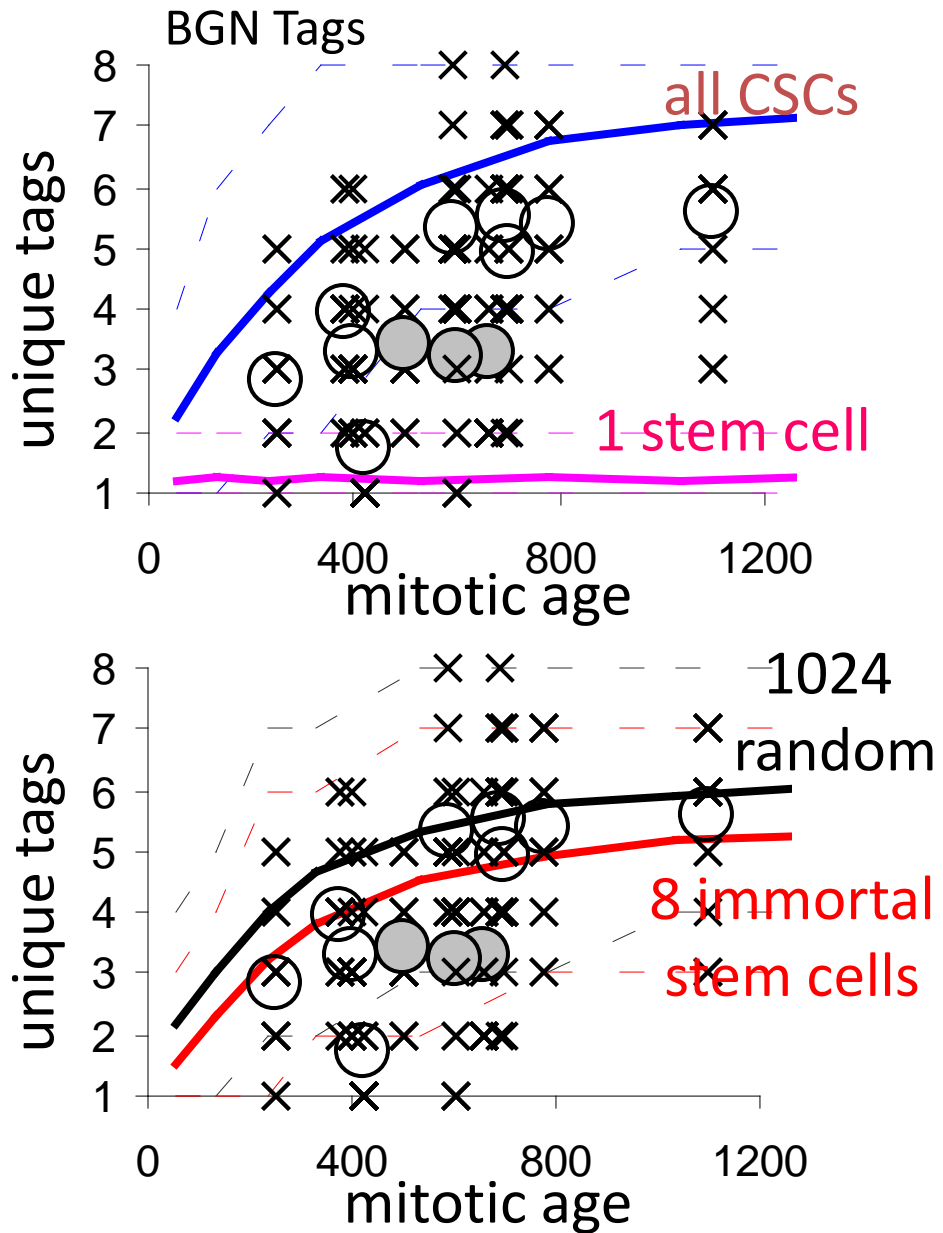 BGN Tags
8
7
6
5
4
3
2
1
unique tags
all CSCs
1 stem cell
0 400 800 1200
mitotic age
8
7
6
5
4
3
2
1
unique tags
1024
random
8 immortal
stem cells
0 400 800 1200
mitotic age